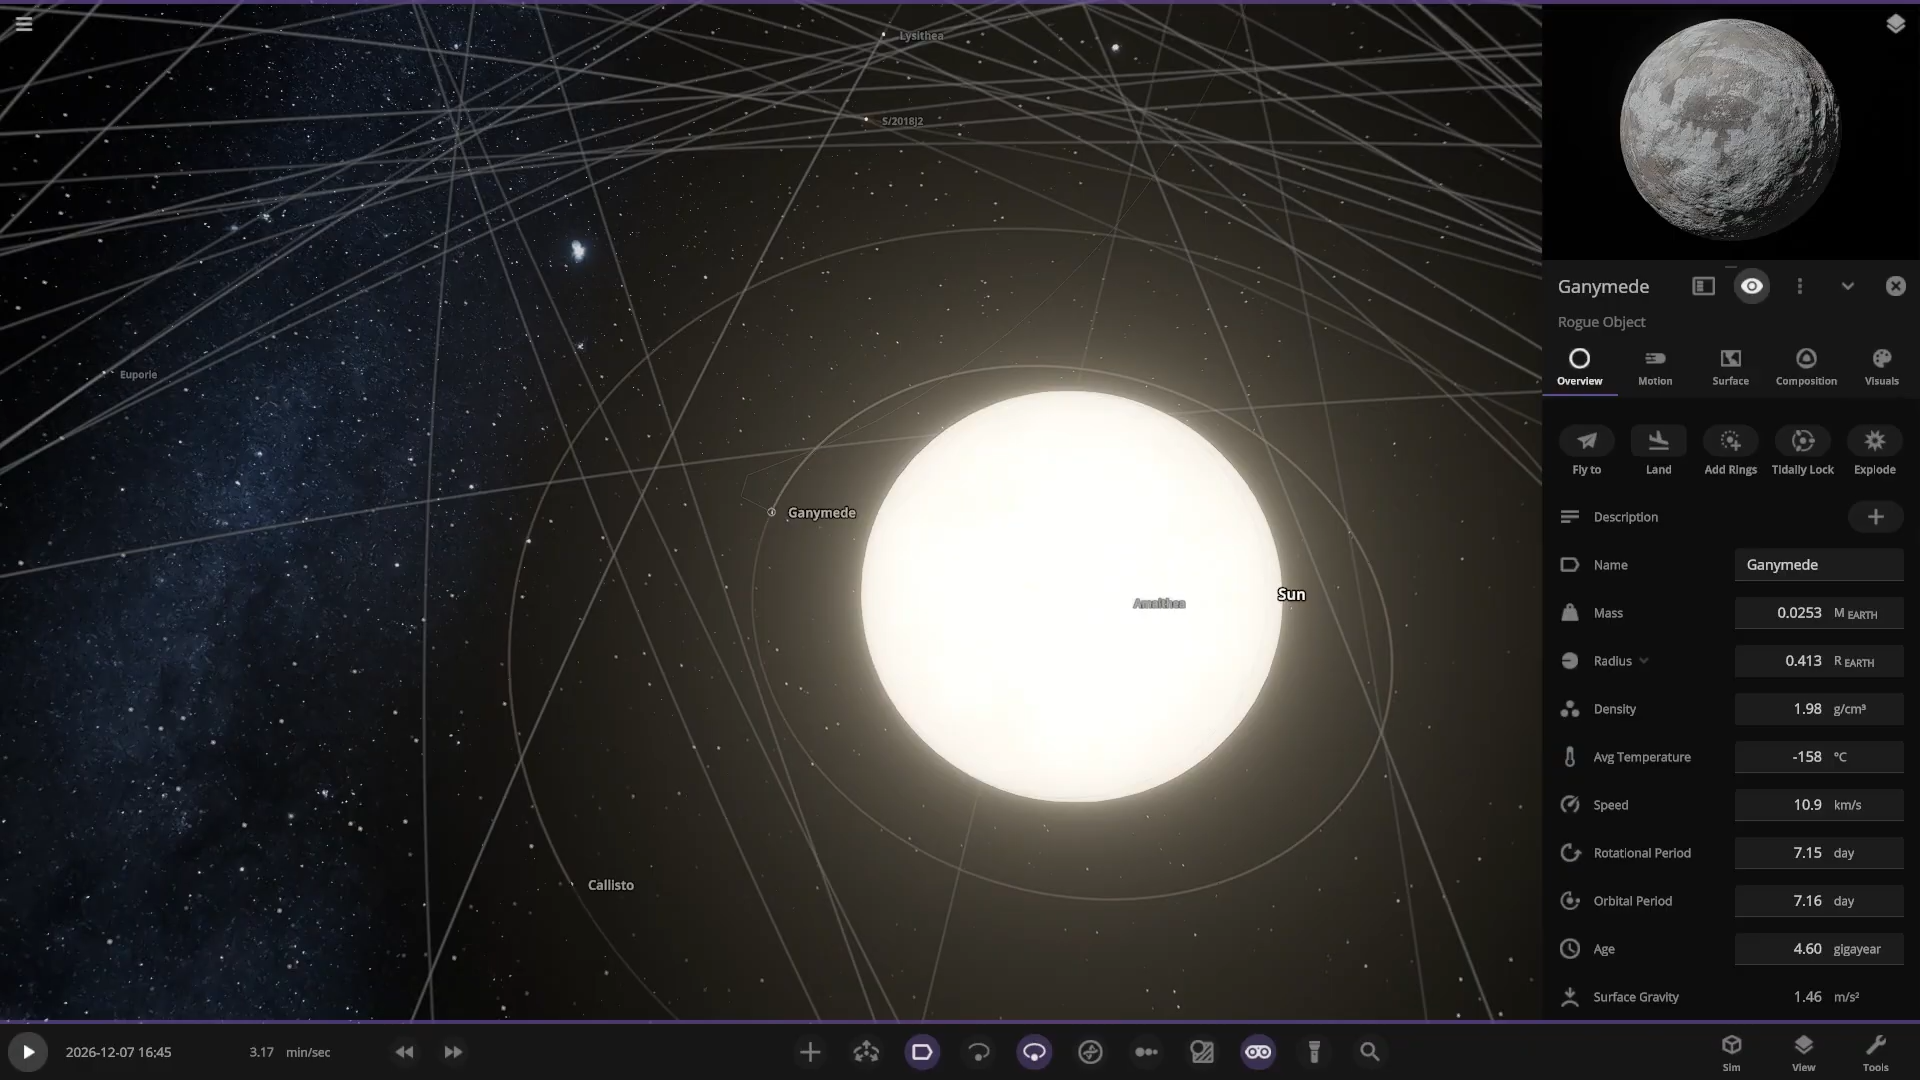 Lysithea
S/2018J2
Euporie
Ganymede
Sun
Amalthea
Callisto
Ganymede
Rogue Object
Overview
Motion
Surface
Composition
Visuals
Fly to
Land
Add Rings
Tidally Lock
Explode
Description
Name Ganymede
Mass 0.0253 M EARTH
Radius 0.413 R EARTH
Density 1.98 g/cm³
Avg Temperature -158 °C
Speed 10.9 km/s
Rotational Period 7.15 day
Orbital Period 7.16 day
Age 4.60 gigayear
Surface Gravity 1.46 m/s²
2026-12-07 16:45
3.17 min/sec
Sim
View
Tools